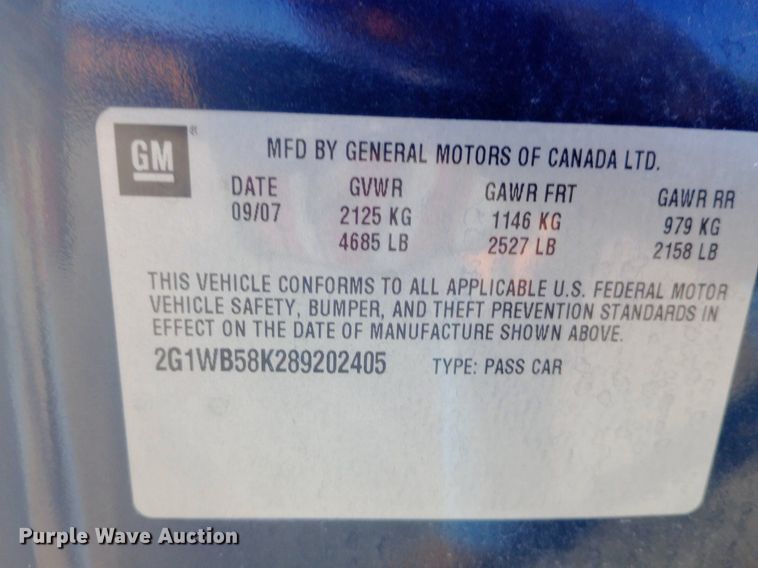 GM ®
MFD BY GENERAL MOTORS OF CANADA LTD.
DATE GVWR GAWR FRT GAWR RR
09/07 2125 KG 1146 KG 979 KG
4685 LB 2527 LB 2158 LB
THIS VEHICLE CONFORMS TO ALL APPLICABLE U.S. FEDERAL MOTOR
VEHICLE SAFETY, BUMPER, AND THEFT PREVENTION STANDARDS IN
EFFECT ON THE DATE OF MANUFACTURE SHOWN ABOVE.
2G1WB58K289202405 TYPE: PASS CAR
Purple Wave Auction